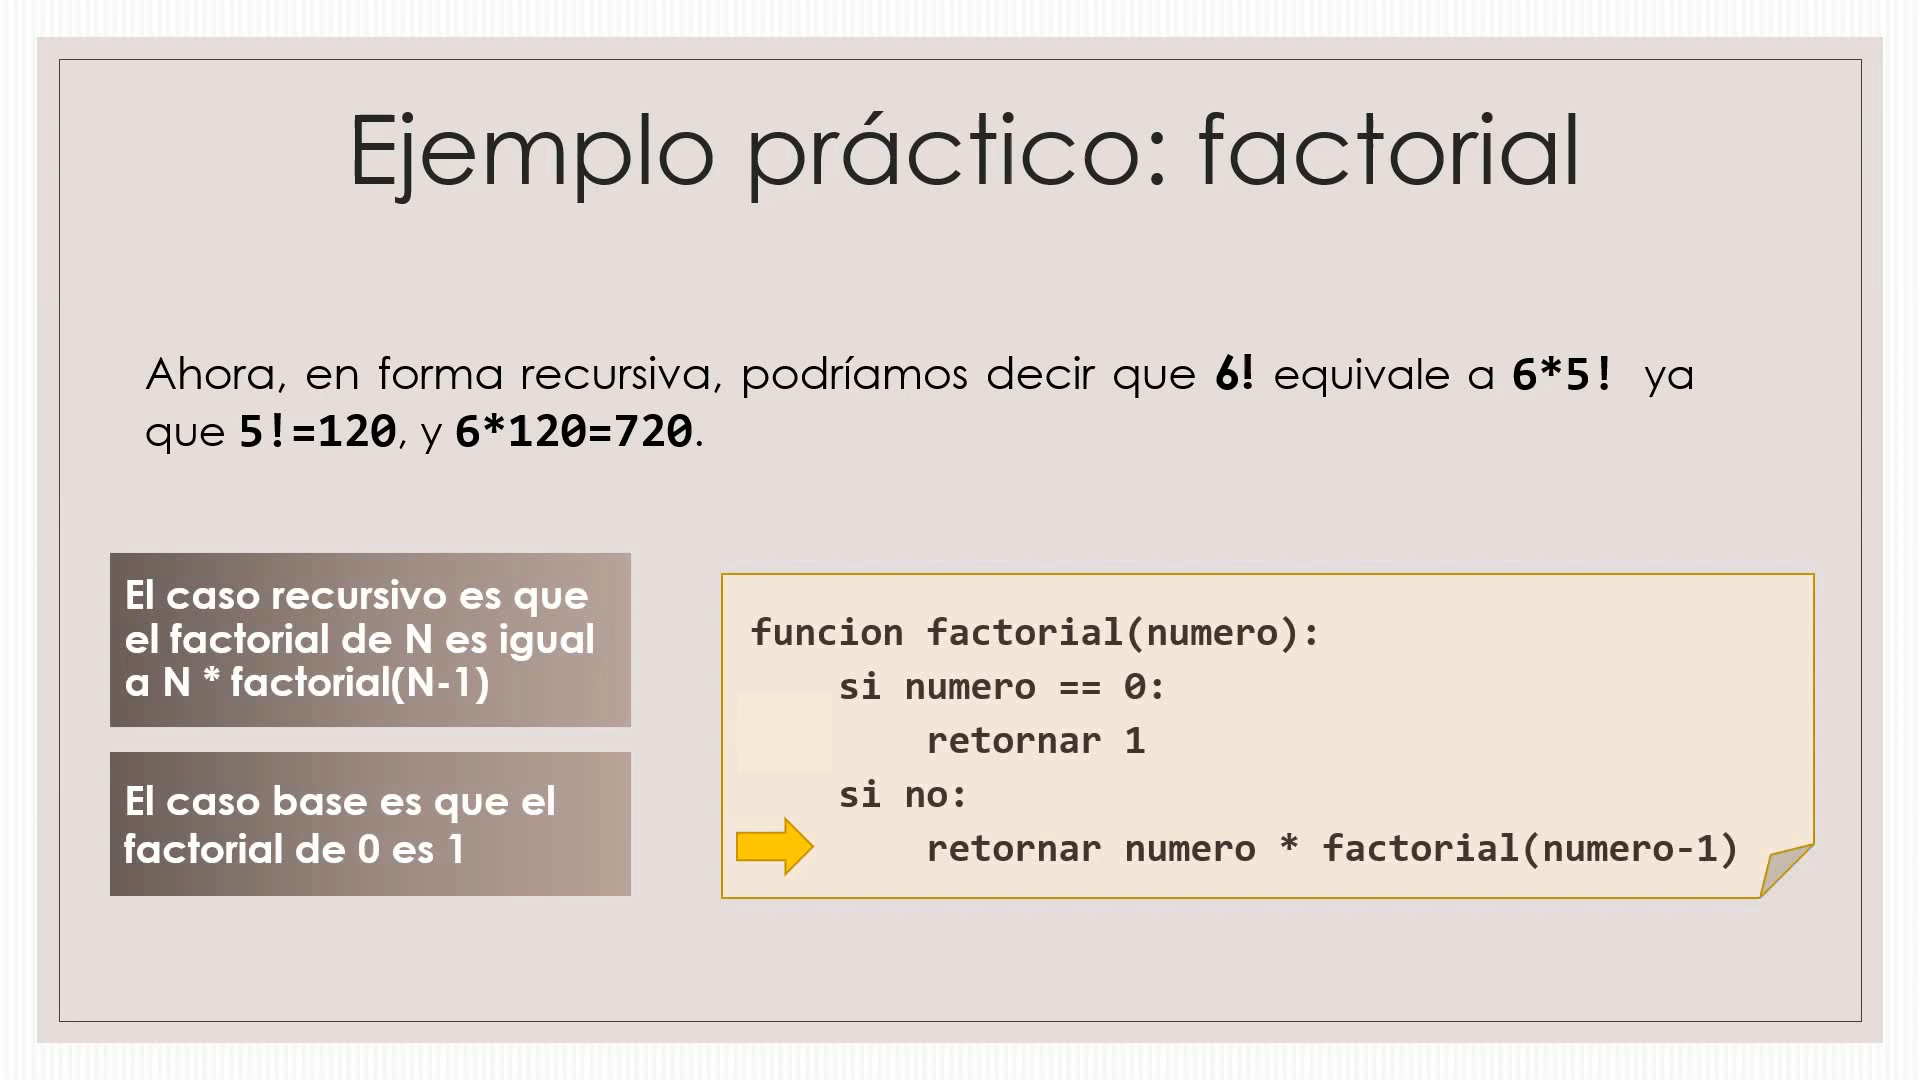 Ejemplo práctico: factorial
Ahora, en forma recursiva, podríamos decir que 6! equivale a 6*5! ya
que 5!=120, y 6*120=720.
El caso recursivo es que
el factorial de N es igual
a N * factorial(N-1)
El caso base es que el
factorial de 0 es 1
funcion factorial(numero):
    si numero == 0:
        retornar 1
    si no:
        retornar numero * factorial(numero-1)